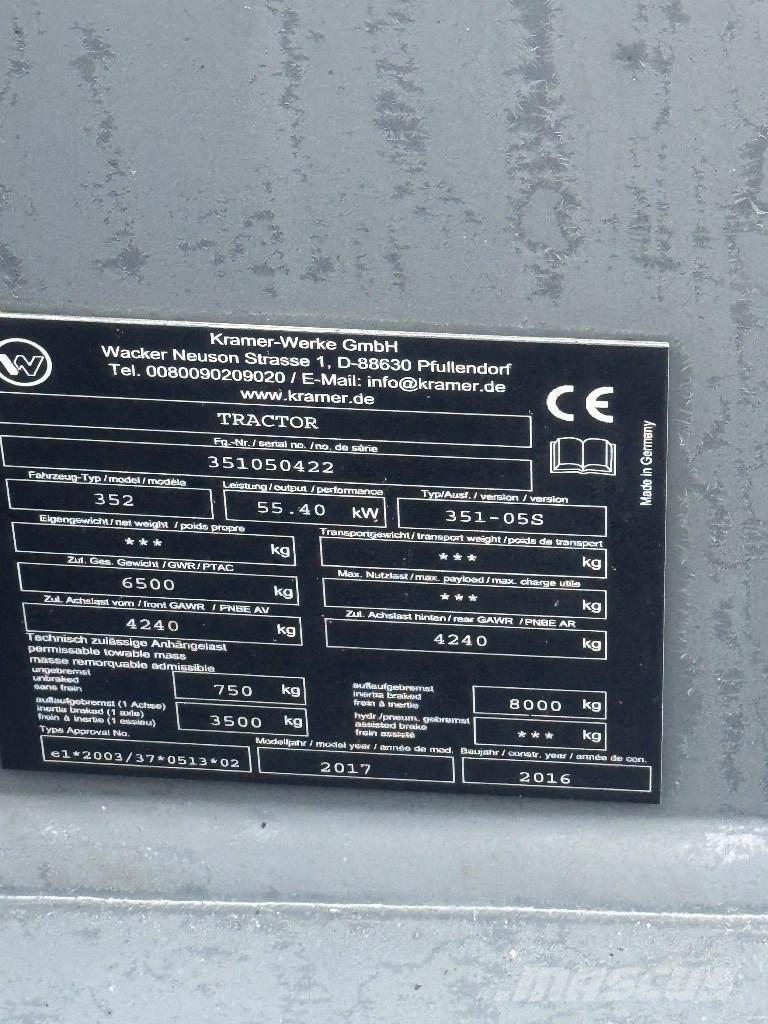 Kramer-Werke GmbH
Wacker Neuson Strasse 1, D-88630 Pfullendorf
Tel. 0080090209020 / E-Mail: info@kramer.de
www.kramer.de
CE
TRACTOR
Fg.-Nr. / serial no. / no. de série
351050422
Made in Germany
Fahrzeug-Typ / model / modèle
352
Leistung / output / performance
55.40 kW
Typ/Ausf. / version / version
351-05S
Eigengewicht / net weight / poids propre
*** kg
Transportgewicht / transport weight / poids de transport
*** kg
Zul. Ges. Gewicht / GWR / PTAC
6500 kg
Max. Nutzlast / max. payload / max. charge utile
*** kg
Zul. Achslast vorn / front GAWR / PNBE AV
4240 kg
Zul. Achslast hinten / rear GAWR / PNBE AR
4240 kg
Technisch zulässige Anhängelast
permissable towable mass
masse remorquable admissible
ungebremst
unbraked
sans frein
750 kg
auflaufgebremst
inertia braked
frein à inertie
8000 kg
auflaufgebremst (1 Achse)
inertia braked (1 axle)
frein à inertie (1 essieu)
3500 kg
hydr./pneum. gebremst
assisted brake
frein assisté
*** kg
Type Approval No.
e1*2003/37*0513*02
Modelljahr / model year / année de mod.
2017
Baujahr / constr. year / année de con.
2016
mascus